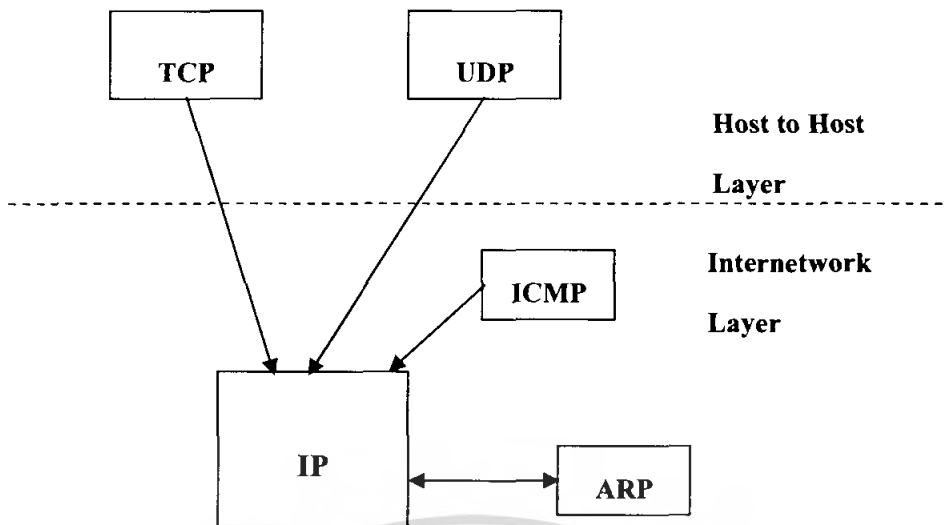 TCP
UDP
Host to Host
Layer
Internetwork
Layer
ICMP
IP
ARP